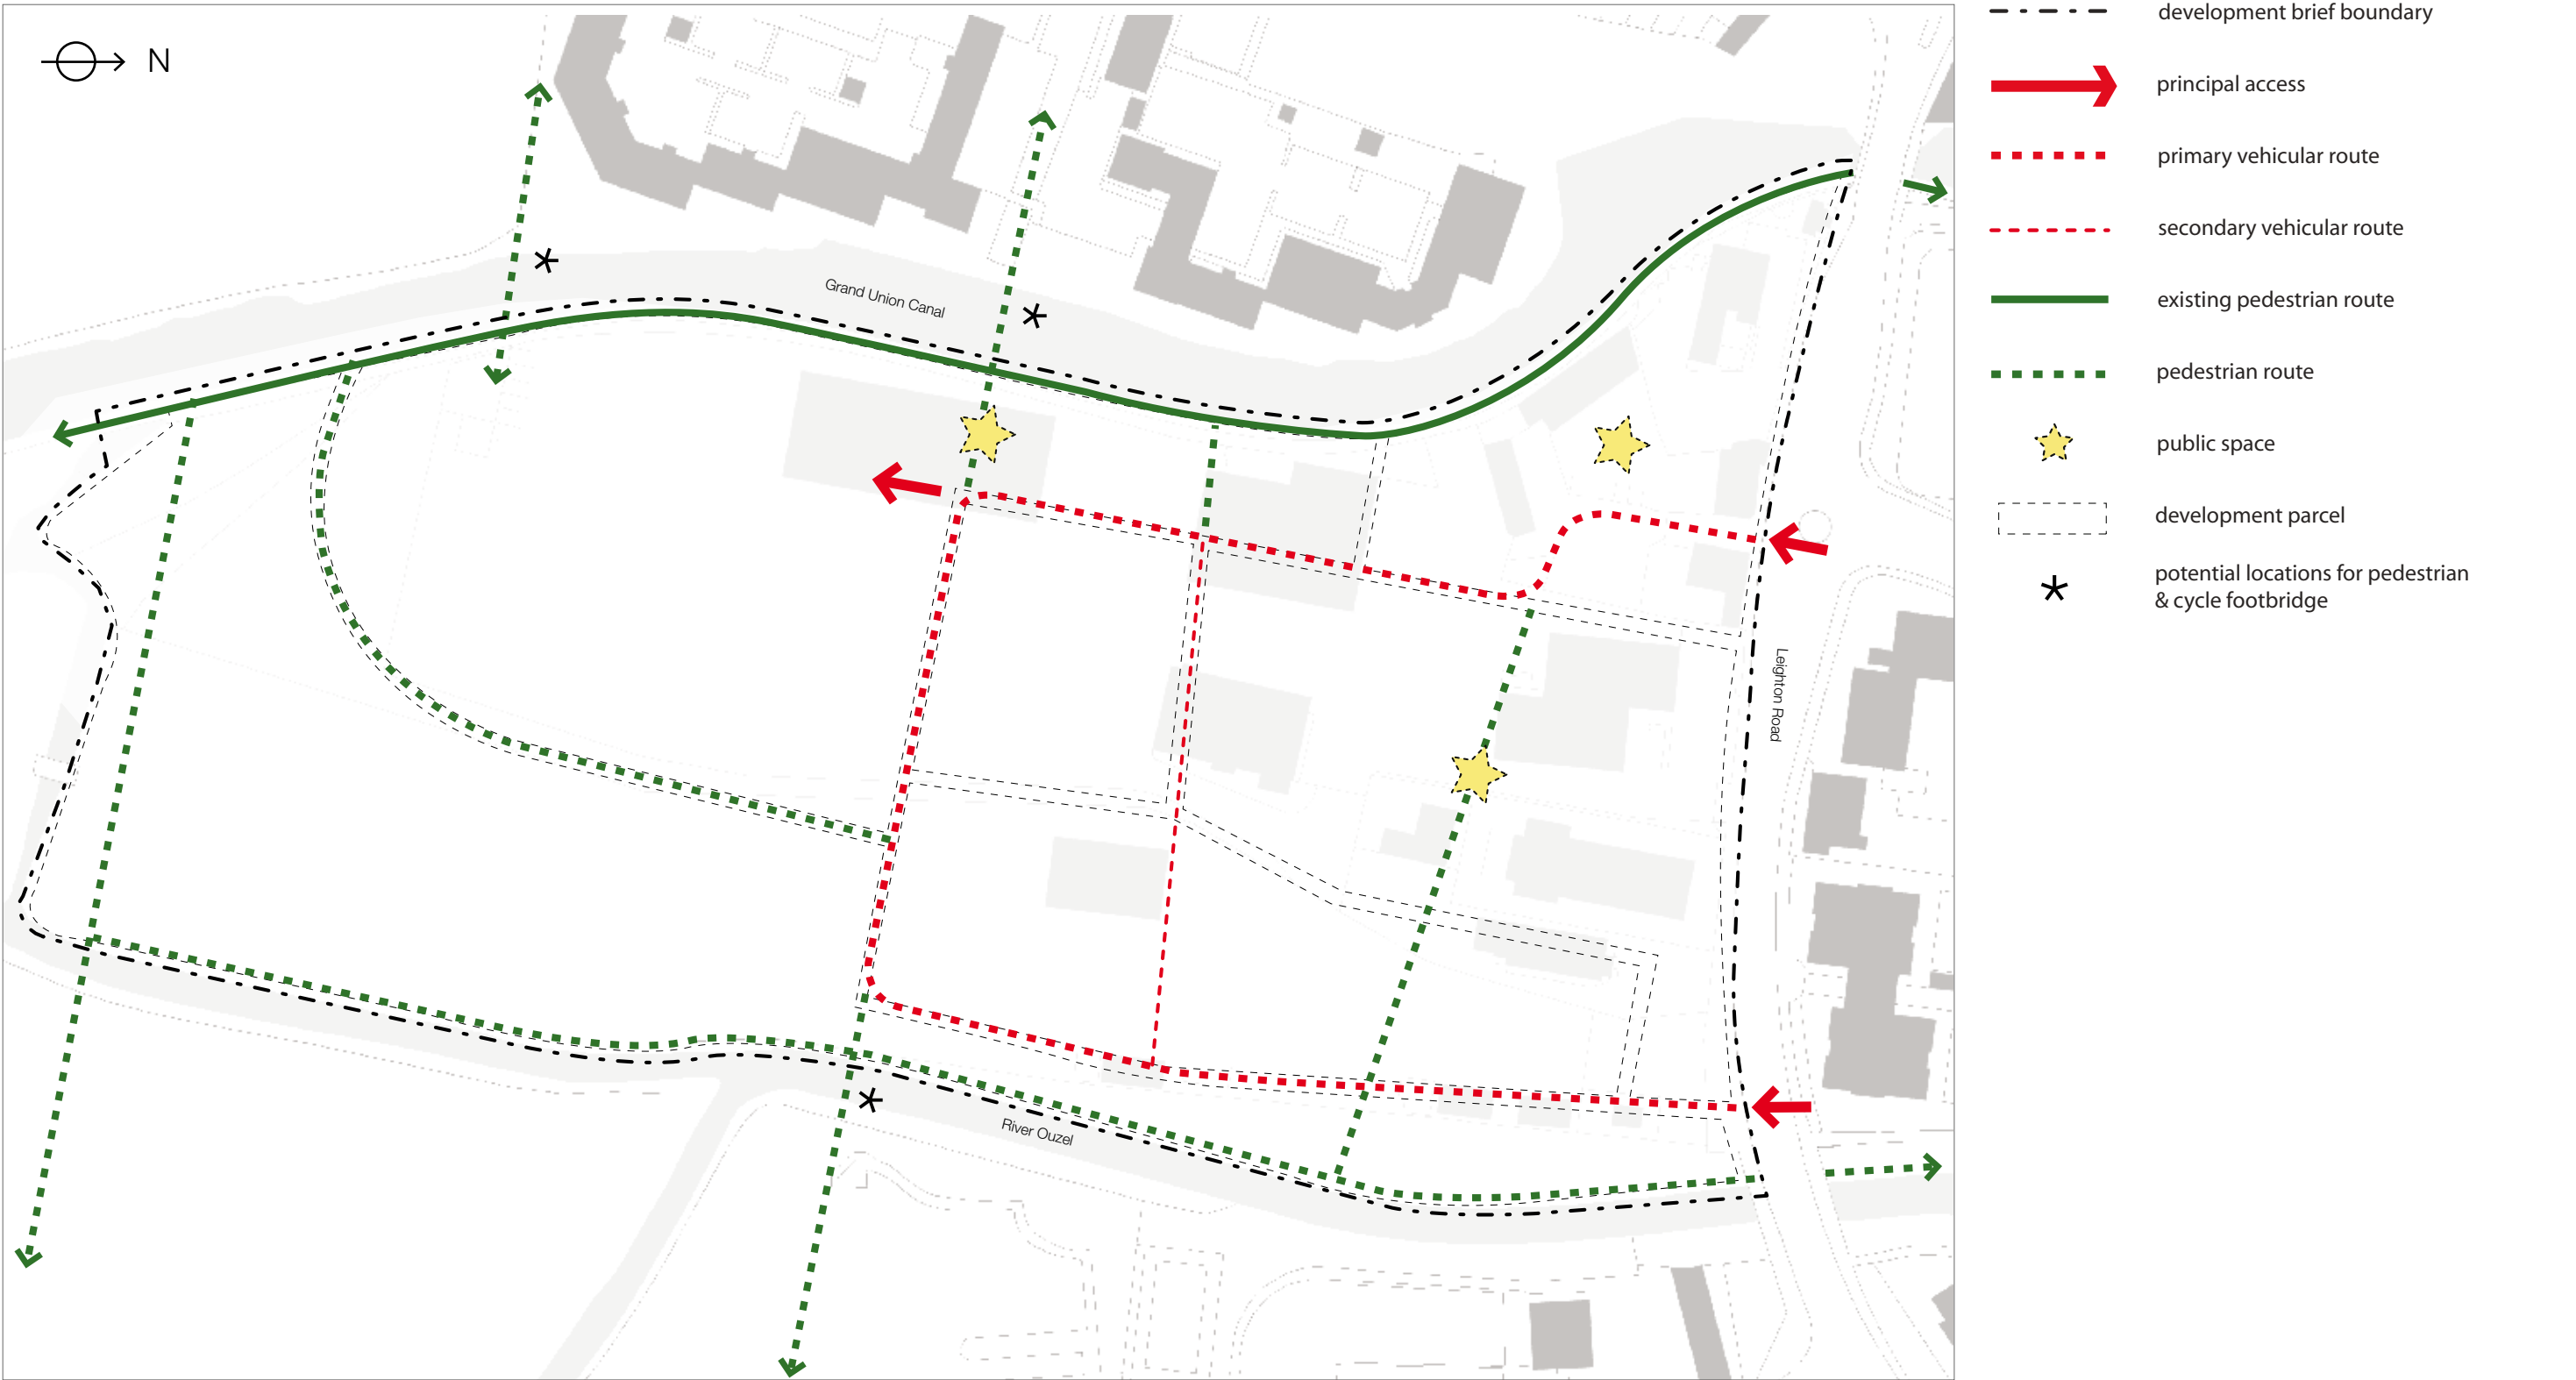 N
Grand Union Canal
Leighton Road
River Ouzel
development brief boundary
principal access
primary vehicular route
secondary vehicular route
existing pedestrian route
pedestrian route
public space
development parcel
potential locations for pedestrian
& cycle footbridge